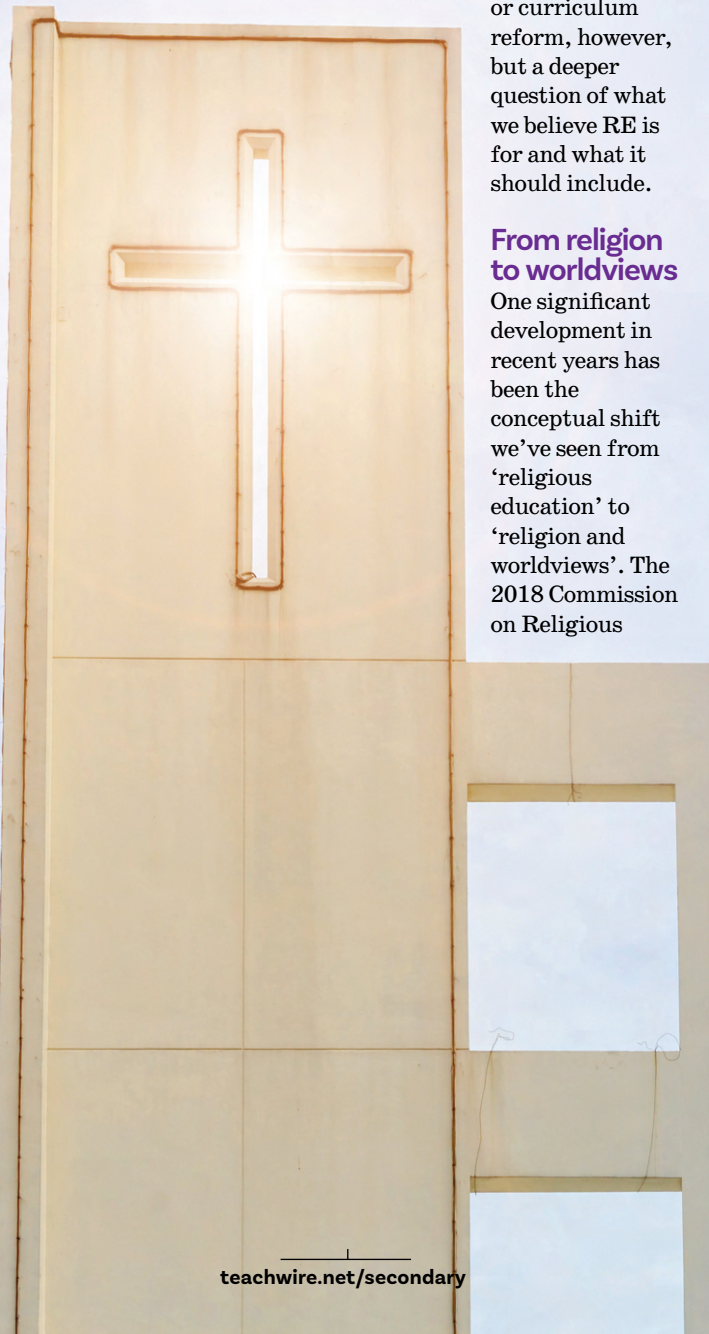 or curriculum
reform, however,
but a deeper
question of what
we believe RE is
for and what it
should include.
From religion
to worldviews
One significant
development in
recent years has
been the
conceptual shift
we’ve seen from
‘religious
education’ to
‘religion and
worldviews’. The
2018 Commission
on Religious
teachwire.net/secondary